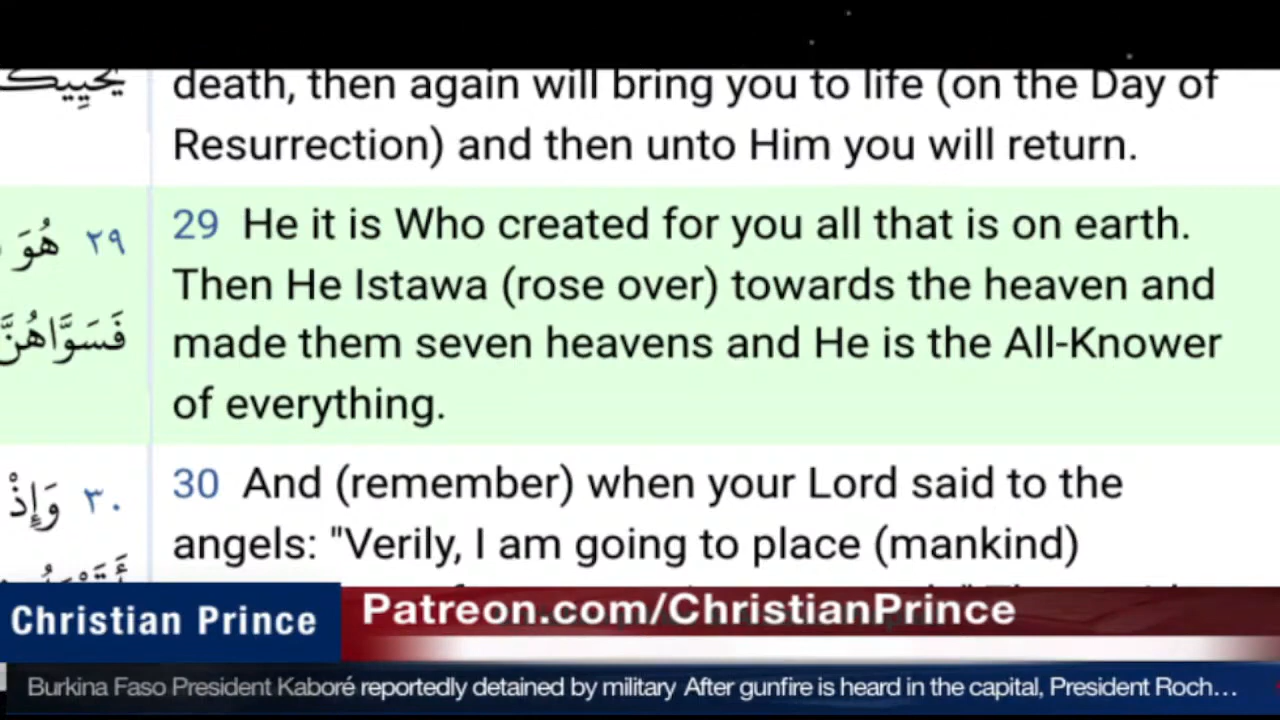 يُحْيِيكُ
death, then again will bring you to life (on the Day of
Resurrection) and then unto Him you will return.
٢٩ هُوَ
29 He it is Who created for you all that is on earth.
Then He Istawa (rose over) towards the heaven and
فَسَوَّاهُنَّ
made them seven heavens and He is the All-Knower
of everything.
٣٠ وَإِذْ
30 And (remember) when your Lord said to the
angels: "Verily, I am going to place (mankind)
Christian Prince
Patreon.com/ChristianPrince
Burkina Faso President Kaboré reportedly detained by military After gunfire is heard in the capital, President Roch…